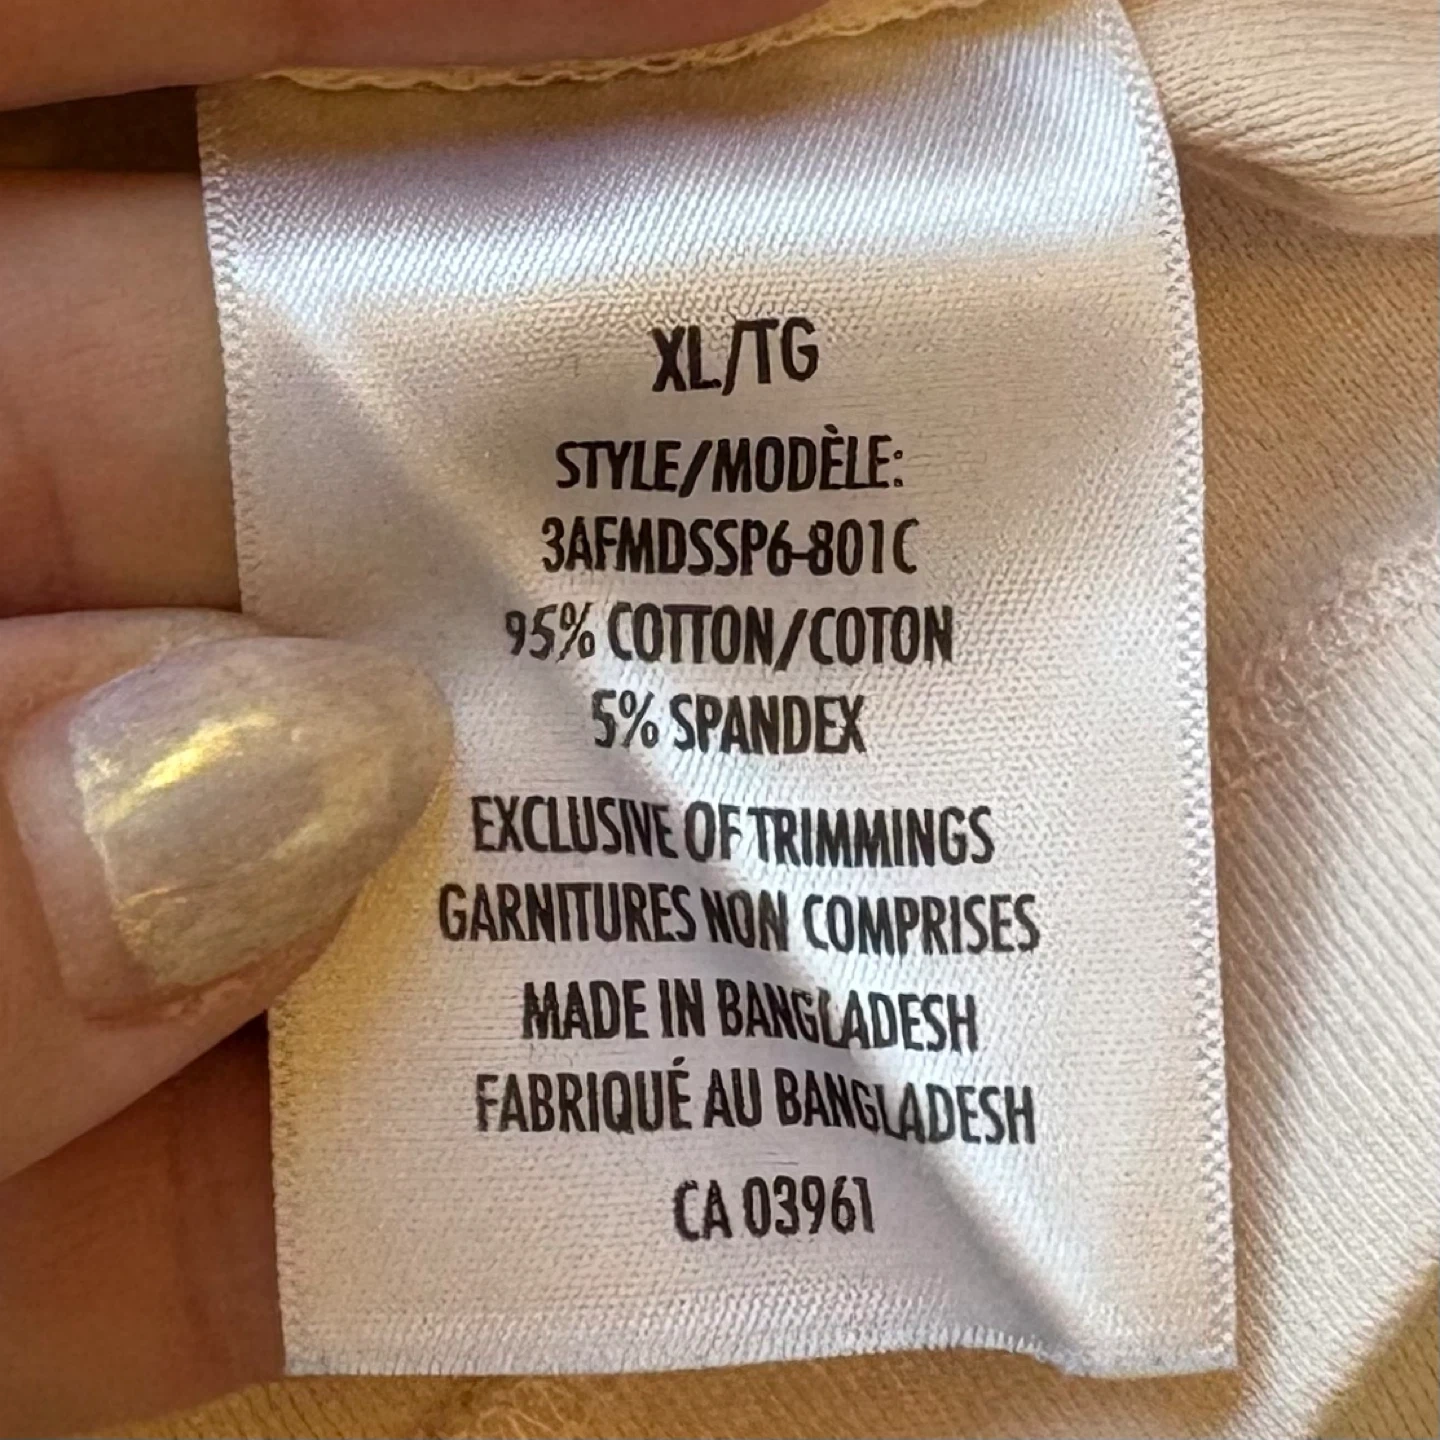 XL/TG
STYLE/MODÈLE:
3AFMDSSP6-801C
95% COTTON/COTON
5% SPANDEX
EXCLUSIVE OF TRIMMINGS
GARNITURES NON COMPRISES
MADE IN BANGLADESH
FABRIQUÉ AU BANGLADESH
CA 03961